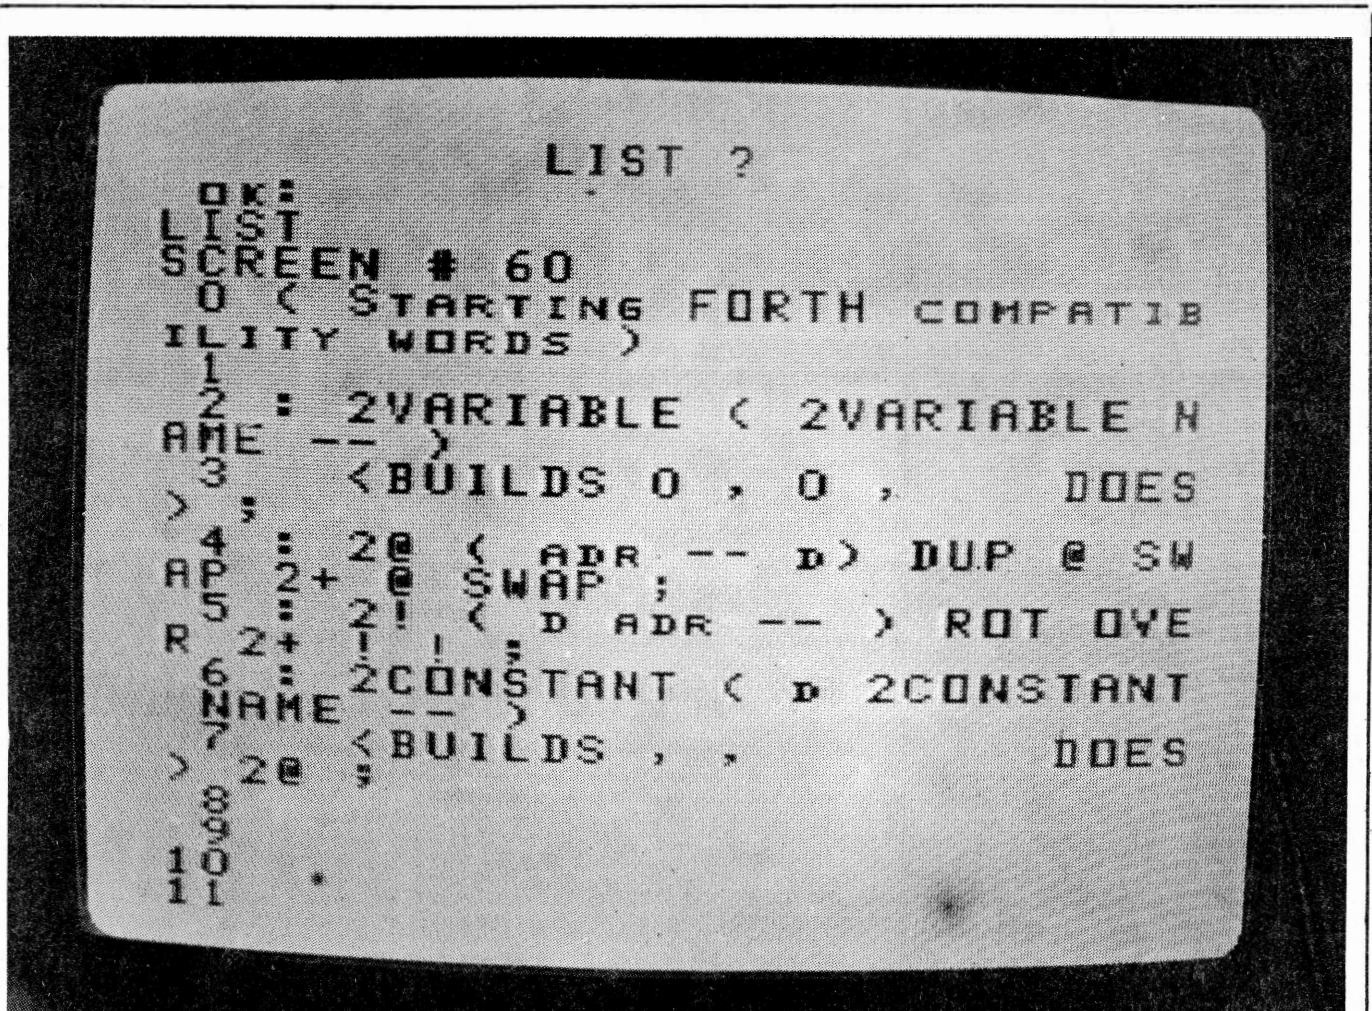 LIST ?
OK:
LIST
SCREEN # 60
0 ( STARTING FORTH COMPATIB
ILITY WORDS )
1
2 : 2VARIABLE ( 2VARIABLE N
AME -- )
3 <BUILDS 0 , 0 , DOES
> ;
4 : 2@ ( ADR -- D) DUP @ SW
AP 2+ @ SWAP ;
5 : 2! ( D ADR -- ) ROT OVE
R 2+ ! ! ;
6 : 2CONSTANT ( D 2CONSTANT
NAME -- )
7 <BUILDS , , DOES
> 2@ ;
8
9
10
11